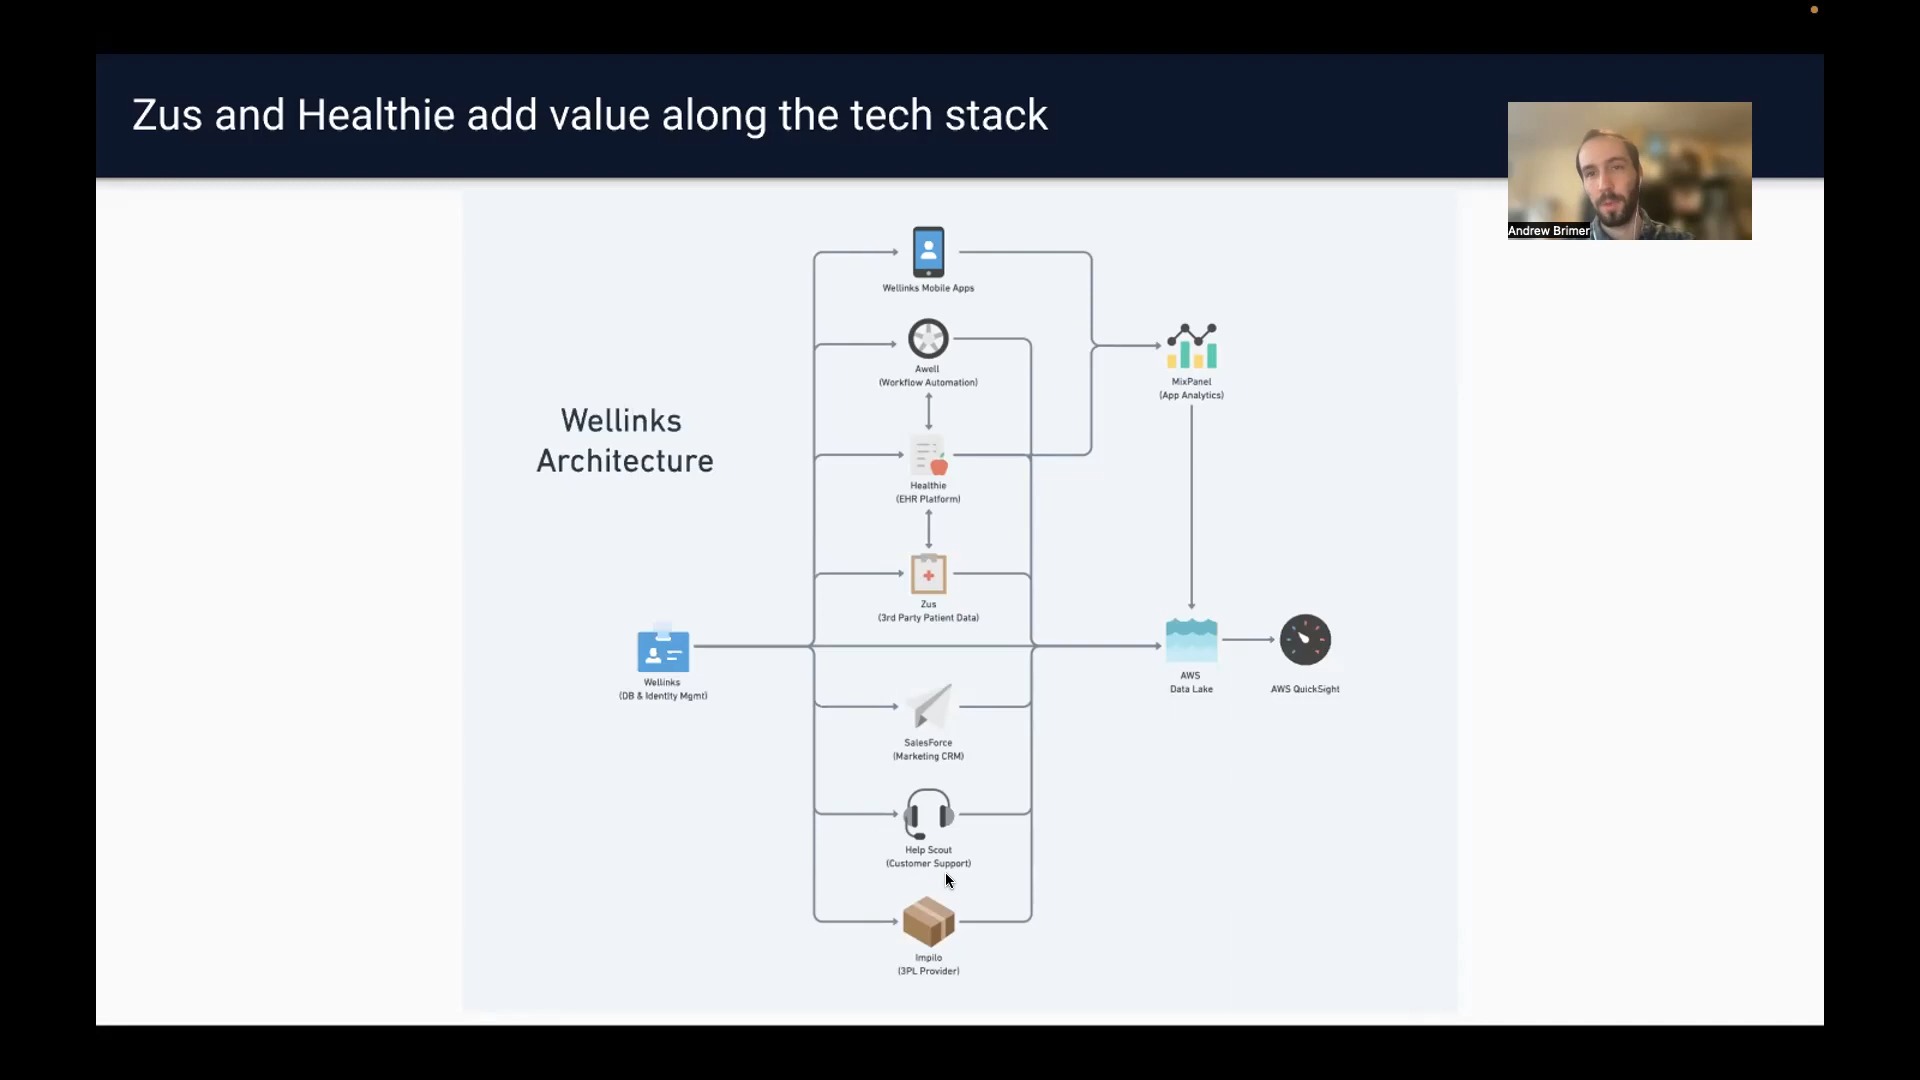 Zus and Healthie add value along the tech stack
Andrew Brimer
Wellinks Mobile Apps
Awell
(Workflow Automation)
MixPanel
(App Analytics)
Wellinks
Architecture
Healthie
(EHR Platform)
Zus
(3rd Party Patient Data)
Wellinks
(DB & Identity Mgmt)
AWS
Data Lake
AWS QuickSight
SalesForce
(Marketing CRM)
Help Scout
(Customer Support)
Impilo
(3PL Provider)